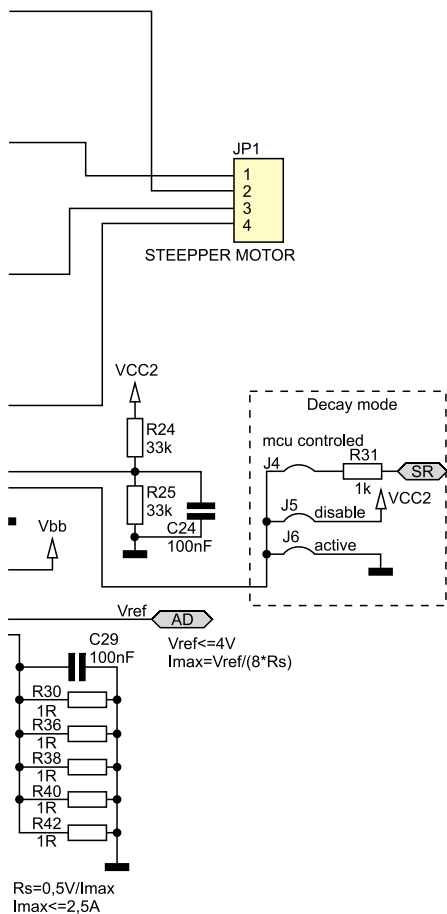 JP1
1
2
3
4
STEEPPER MOTOR
VCC2
R24
33k
R25
33k
C24
100nF
Decay mode
mcu controled
J4
R31
1k
SR
VCC2
J5
disable
J6
active
Vbb
Vref
AD
Vref<=4V
Imax=Vref/(8*Rs)
C29
100nF
R30
1R
R36
1R
R38
1R
R40
1R
R42
1R
Rs=0,5V/Imax
Imax<=2,5A